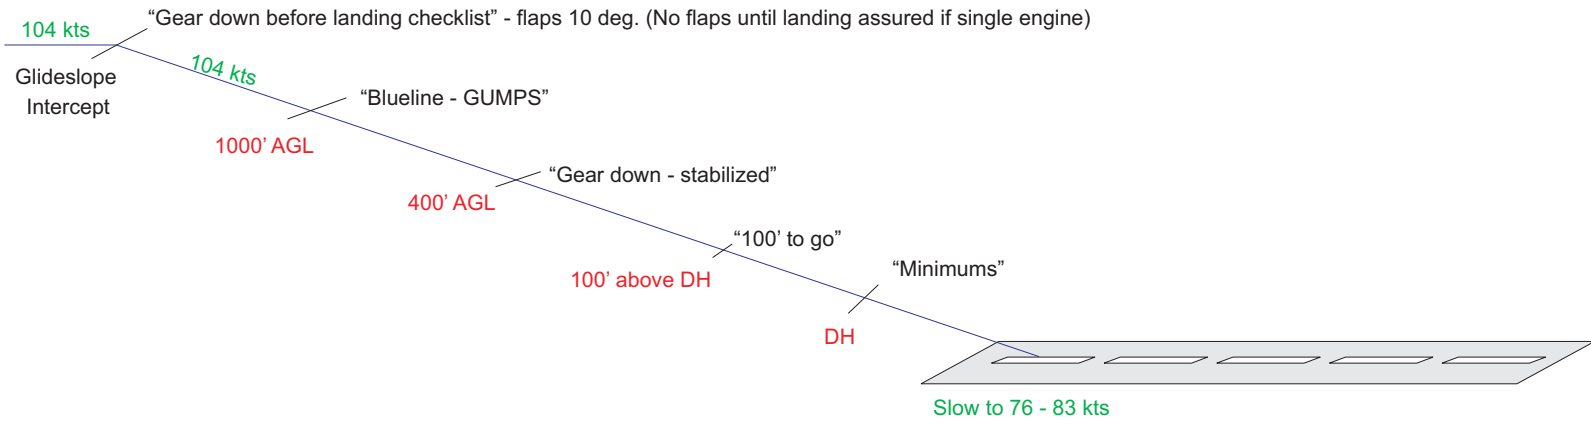 “Gear down before landing checklist” - flaps 10 deg. (No flaps until landing assured if single engine)
104 kts
Glideslope
Intercept
104 kts
“Blueline - GUMPS”
1000’ AGL
“Gear down - stabilized”
400’ AGL
“100’ to go”
100’ above DH
“Minimums”
DH
Slow to 76 - 83 kts